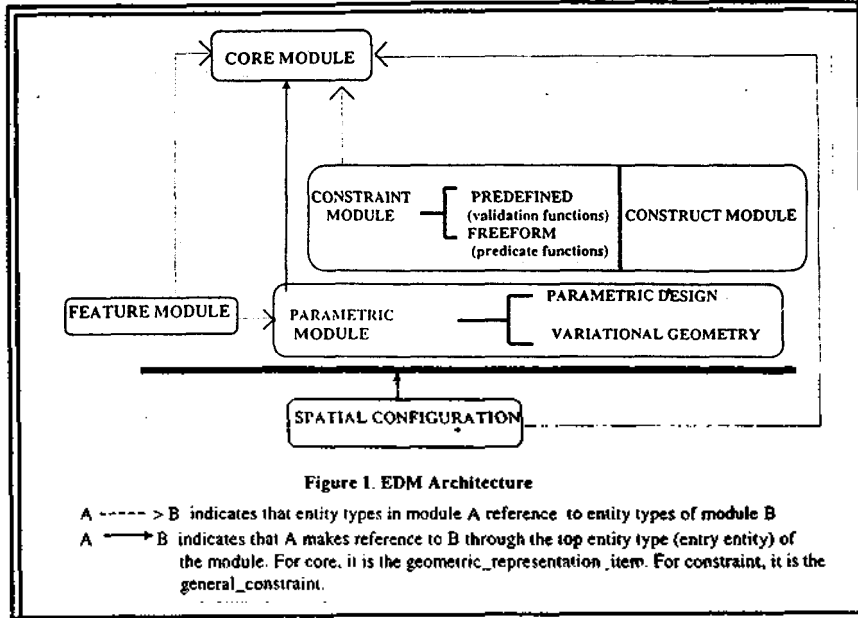 CORE MODULE
CONSTRAINT MODULE
PREDEFINED
(validation functions)
FREEFORM
(predicate functions)
CONSTRUCT MODULE
FEATURE MODULE
PARAMETRIC MODULE
PARAMETRIC DESIGN
VARIATIONAL GEOMETRY
SPATIAL CONFIGURATION
Figure 1. EDM Architecture
A -----> B indicates that entity types in module A reference to entity types of module B
A B indicates that A makes reference to B through the top entity type (entry entity) of
the module. For core, it is the geometric_representation_item. For constraint, it is the
general_constraint.